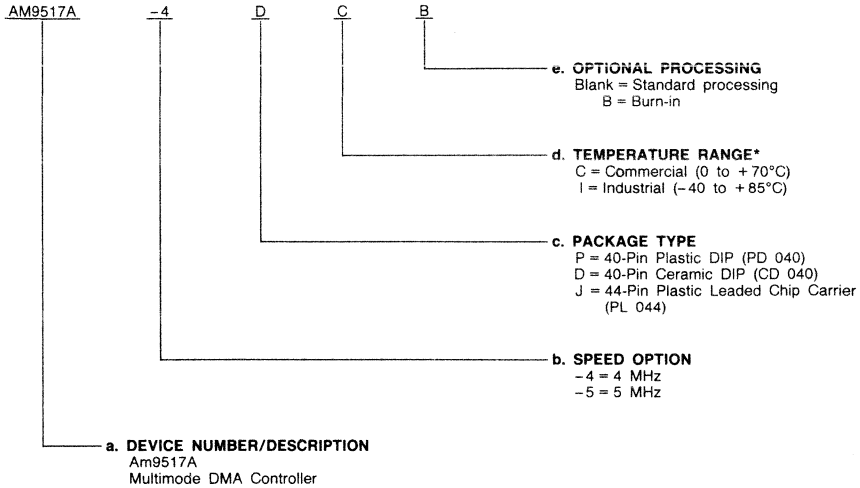 AM9517A -4 D C B
e. OPTIONAL PROCESSING
Blank = Standard processing
B = Burn-in
d. TEMPERATURE RANGE*
C = Commercial (0 to +70°C)
I = Industrial (-40 to +85°C)
c. PACKAGE TYPE
P = 40-Pin Plastic DIP (PD 040)
D = 40-Pin Ceramic DIP (CD 040)
J = 44-Pin Plastic Leaded Chip Carrier
(PL 044)
b. SPEED OPTION
-4 = 4 MHz
-5 = 5 MHz
a. DEVICE NUMBER/DESCRIPTION
Am9517A
Multimode DMA Controller